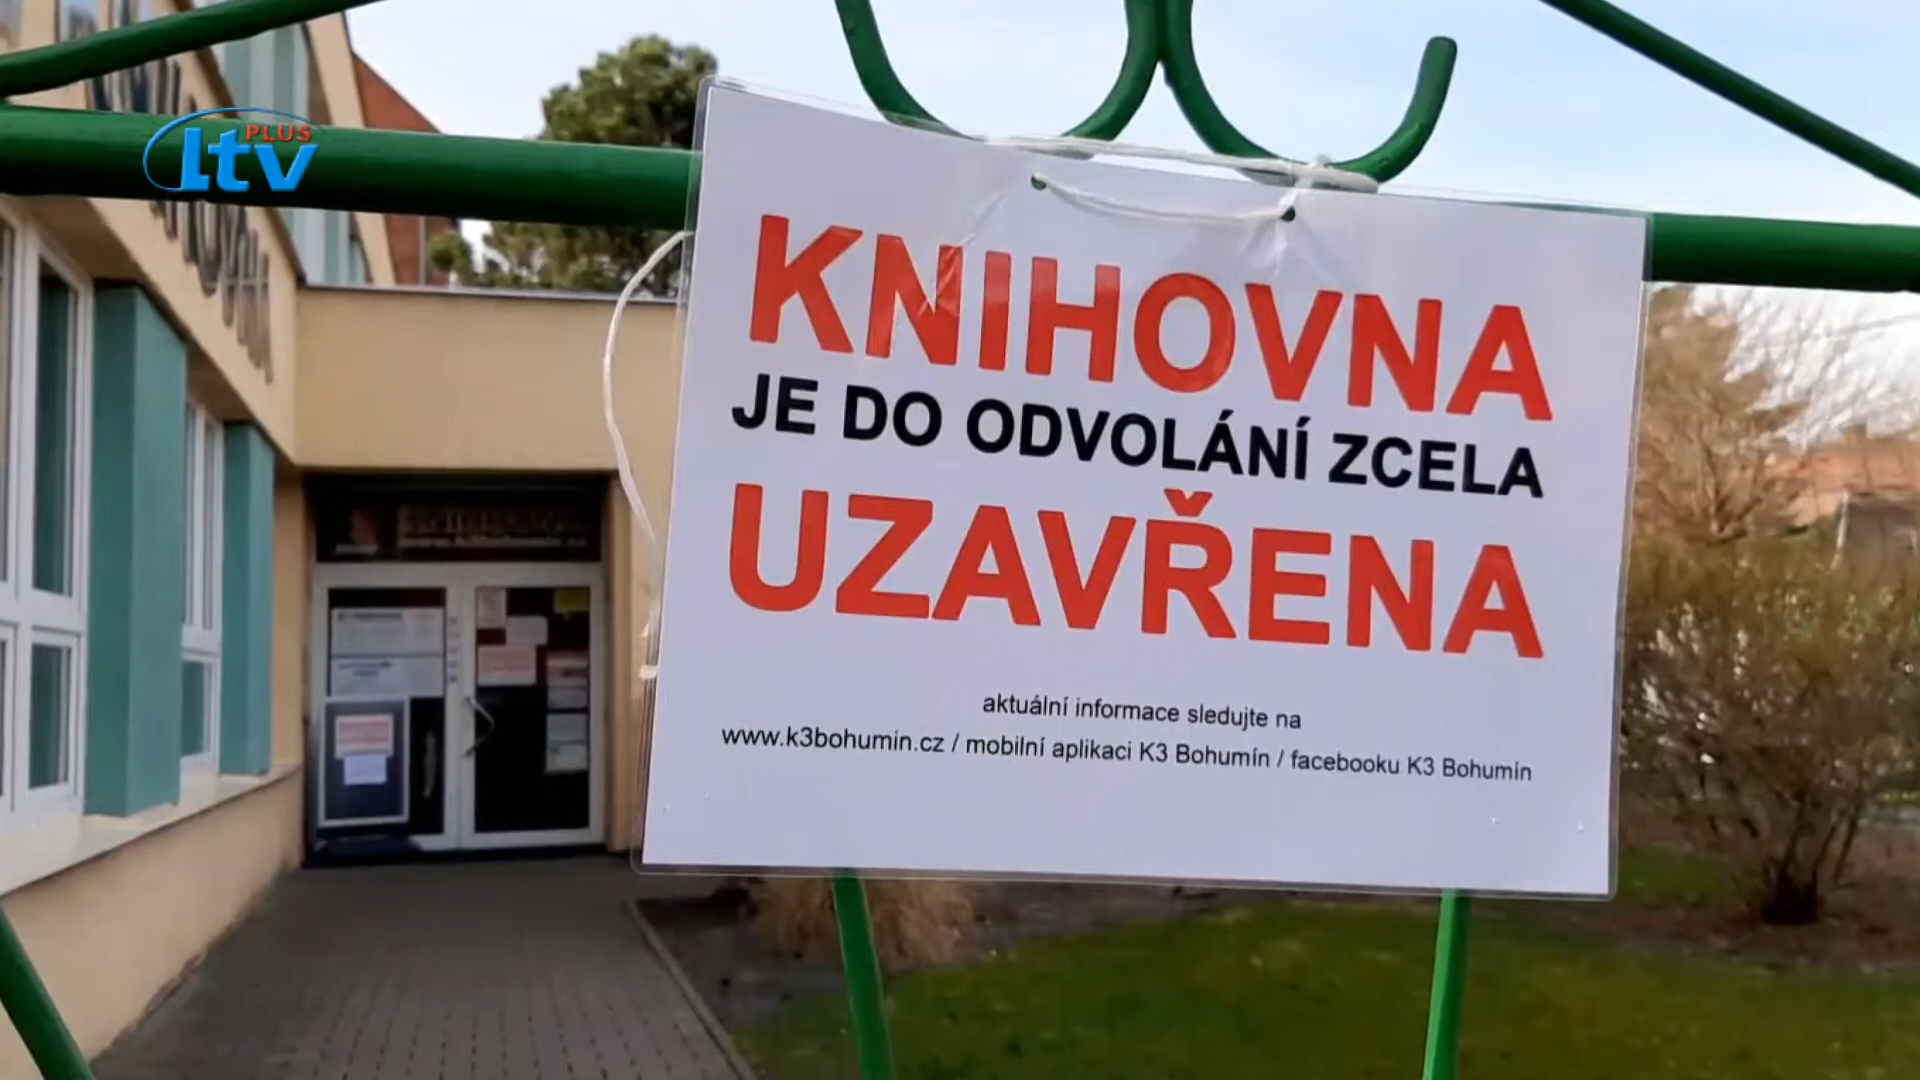 PLUS
ltv
KNIHOVNA
JE DO ODVOLÁNÍ ZCELA
UZAVŘENA
aktuální informace sledujte na
www.k3bohumin.cz / mobilní aplikaci K3 Bohumín / facebooku K3 Bohumín